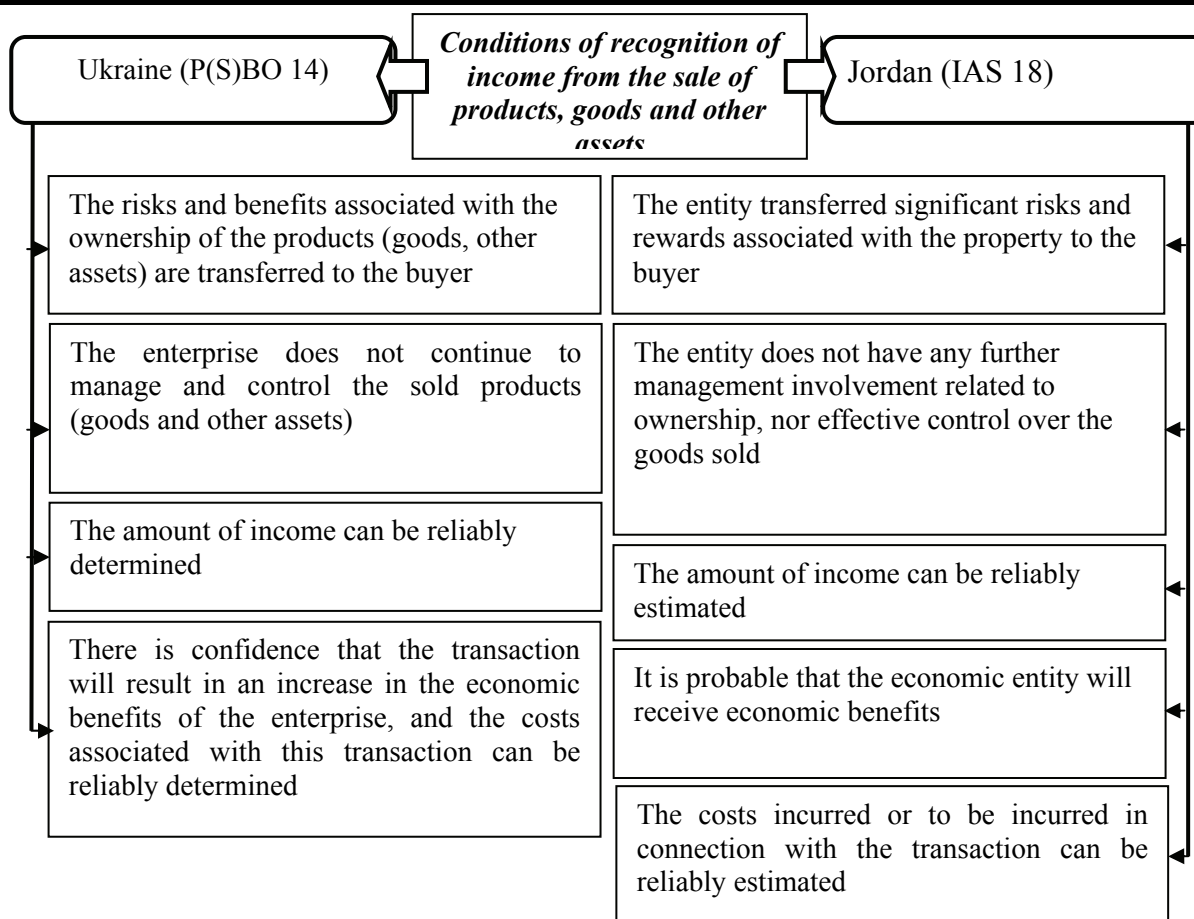 Conditions of recognition of
income from the sale of
products, goods and other
assets
Ukraine (P(S)BO 14)
Jordan (IAS 18)
The risks and benefits associated with the
ownership of the products (goods, other
assets) are transferred to the buyer
The enterprise does not continue to
manage and control the sold products
(goods and other assets)
The amount of income can be reliably
determined
There is confidence that the transaction
will result in an increase in the economic
benefits of the enterprise, and the costs
associated with this transaction can be
reliably determined
The entity transferred significant risks and
rewards associated with the property to the
buyer
The entity does not have any further
management involvement related to
ownership, nor effective control over the
goods sold
The amount of income can be reliably
estimated
It is probable that the economic entity will
receive economic benefits
The costs incurred or to be incurred in
connection with the transaction can be
reliably estimated